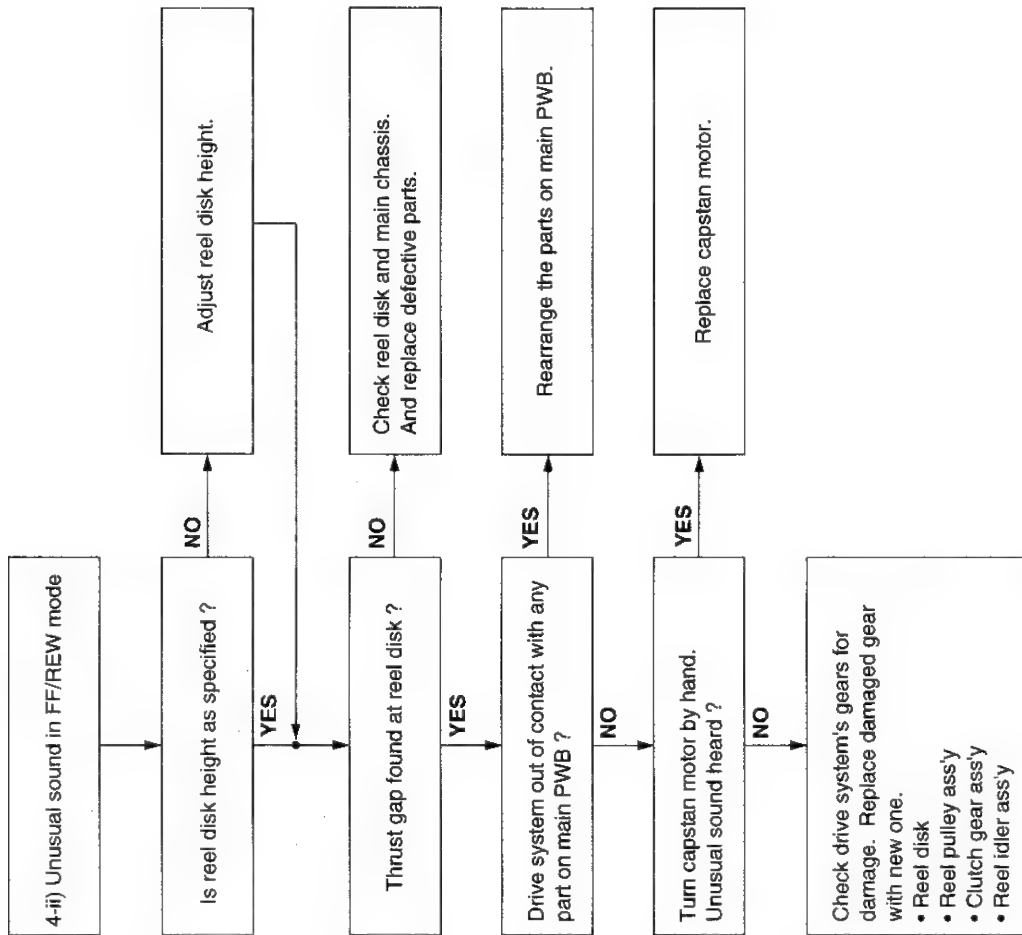 4-ii) Unusual sound in FF/REW mode
Is reel disk height as specified ?
NO
Adjust reel disk height.
YES
Thrust gap found at reel disk ?
NO
Check reel disk and main chassis.
And replace defective parts.
YES
Drive system out of contact with any
part on main PWB ?
YES
Rearrange the parts on main PWB.
NO
Turn capstan motor by hand.
Unusual sound heard ?
YES
Replace capstan motor.
NO
Check drive system's gears for
damage. Replace damaged gear
with new one.
• Reel disk
• Reel pulley ass'y
• Clutch gear ass'y
• Reel idler ass'y